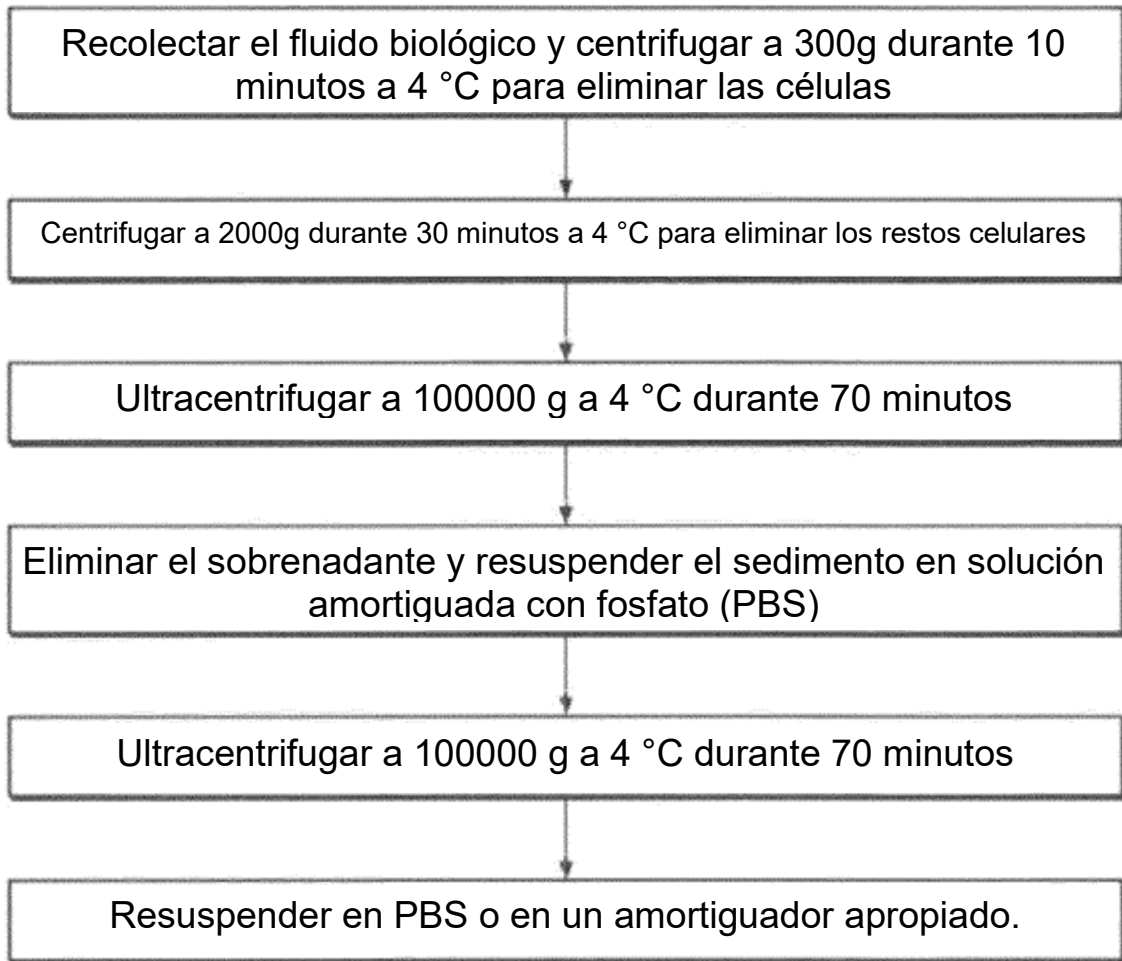 Recolectar el fluido biológico y centrifugar a 300g durante 10
minutos a 4 °C para eliminar las células
Centrifugar a 2000g durante 30 minutos a 4 °C para eliminar los restos celulares
Ultracentrifugar a 100000 g a 4 °C durante 70 minutos
Eliminar el sobrenadante y resuspender el sedimento en solución
amortiguada con fosfato (PBS)
Ultracentrifugar a 100000 g a 4 °C durante 70 minutos
Resuspender en PBS o en un amortiguador apropiado.